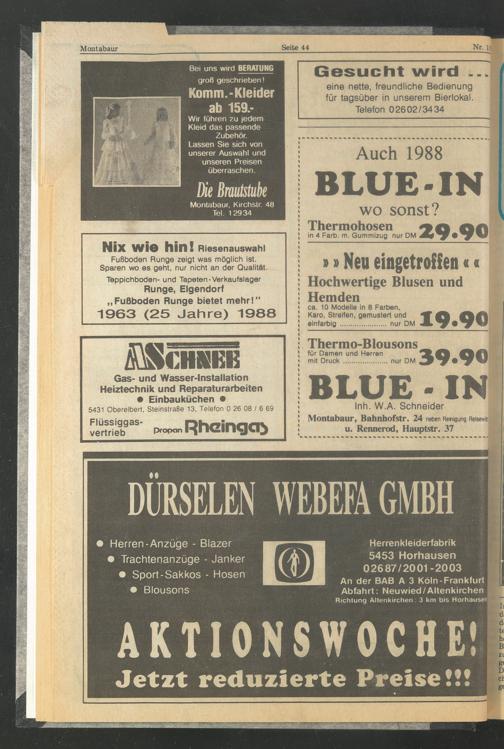 Montabaur
Seite 44
Nr.
Bei uns wird BERATUNG
groß geschrieben!
Komm.-Kleider
ab 159.-
Wir führen zu jedem
Kleid das passende
Zubehör.
Lassen Sie sich von
unserer Auswahl und
unseren Preisen
überraschen.
Die Brautstube
Montabaur, Kirchstr. 48
Tel. 12934
Nix wie hin! Riesenauswahl
Fußboden Runge zeigt was möglich ist.
Sparen wo es geht, nur nicht an der Qualität.
Teppichboden- und Tapeten-Verkaufslager
Runge, Elgendorf
„Fußboden Runge bietet mehr!"
1963 (25 Jahre) 1988
AS SCHNEE
Gas- und Wasser-Installation
Heiztechnik und Reparaturarbeiten
● Einbauküchen ●
5431 Oberelbert, Steinstraße 13, Telefon 0 26 08 / 6 69
Flüssiggas-
vertrieb
Propan Rheingas
Gesucht wird ...
eine nette, freundliche Bedienung
für tagsüber in unserem Bierlokal.
Telefon 02602/3434
Auch 1988
BLUE-IN
wo sonst?
Thermohosen
in 4 Farb. m. Gummizug nur DM 29.90
» » Neu eingetroffen « «
Hochwertige Blusen und
Hemden
ca. 10 Modelle in 8 Farben,
Karo, Streifen, gemustert und
einfarbig ........................ nur DM 19.90
Thermo-Blousons
für Damen und Herren
mit Druck ...................... nur DM 39.90
BLUE - IN
Inh. W.A. Schneider
Montabaur, Bahnhofstr. 24 neben Reinigung
u. Rennerod, Hauptstr. 37
DÜRSELEN WEBEFA GMBH
● Herren-Anzüge - Blazer
● Trachtenanzüge - Janker
● Sport-Sakkos - Hosen
● Blousons
Herrenkleiderfabrik
5453 Horhausen
02687/2001-2003
An der BAB A 3 Köln-Frankfurt
Abfahrt: Neuwied/Altenkirchen
Richtung Altenkirchen: 3 km bis Horhausen
AKTIONSWOCHE!
Jetzt reduzierte Preise!!!